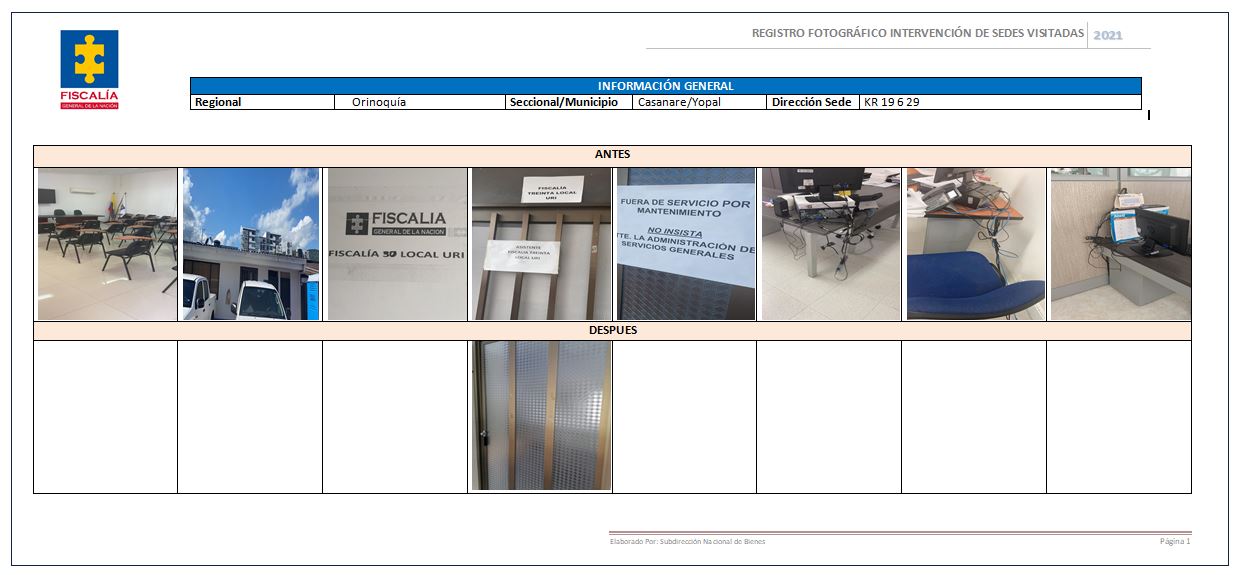 REGISTRO FOTOGRÁFICO INTERVENCIÓN DE SEDES VISITADAS 2021
FISCALÍA
GENERAL DE LA NACIÓN
INFORMACIÓN GENERAL
Regional Orinoquía Seccional/Municipio Casanare/Yopal Dirección Sede KR 19 6 29
ANTES
FISCALIA
GENERAL DE LA NACION
FISCALÍA 30 LOCAL URI
FISCALÍA
TREINTA LOCAL
URI
ASISTENTE
FISCALIA TREINTA
LOCAL URI
FUERA DE SERVICIO POR
MANTENIMIENTO
NO INSISTA
TTE. LA ADMINISTRACIÓN DE
SERVICIOS GENERALES
DESPUES
Elaborado Por: Subdirección Nacional de Bienes Página 1